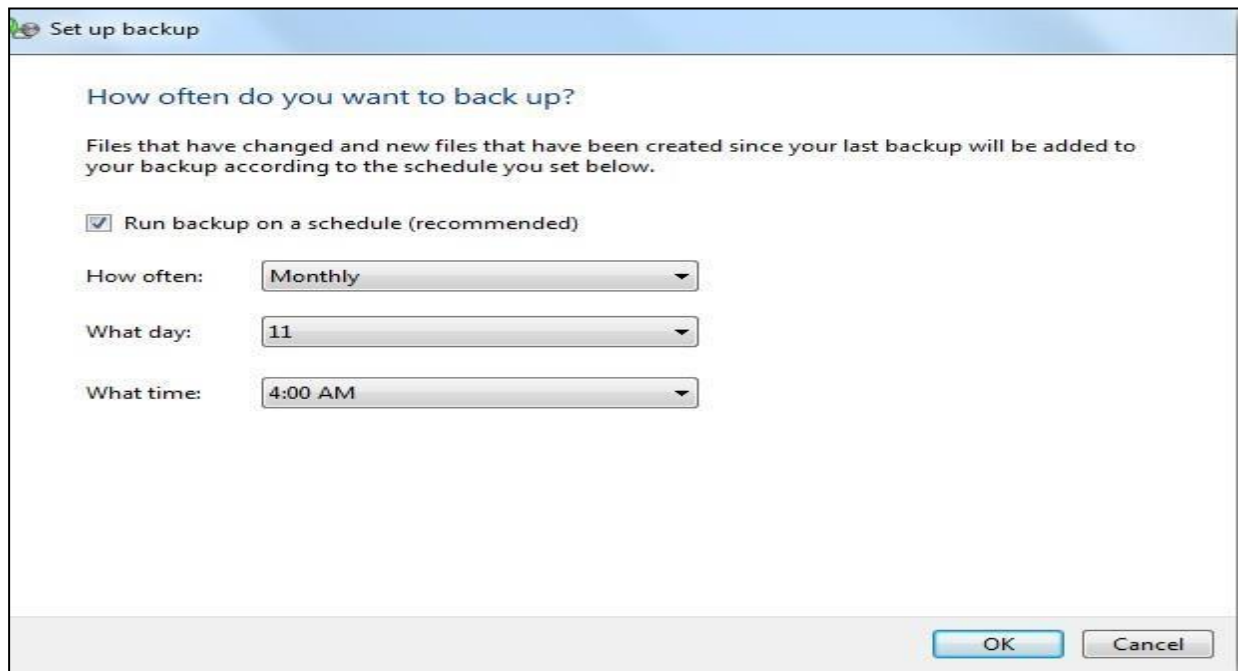 Set up backup
How often do you want to back up?
Files that have changed and new files that have been created since your last backup will be added to
your backup according to the schedule you set below.
Run backup on a schedule (recommended)
How often: Monthly
What day: 11
What time: 4:00 AM
OK Cancel